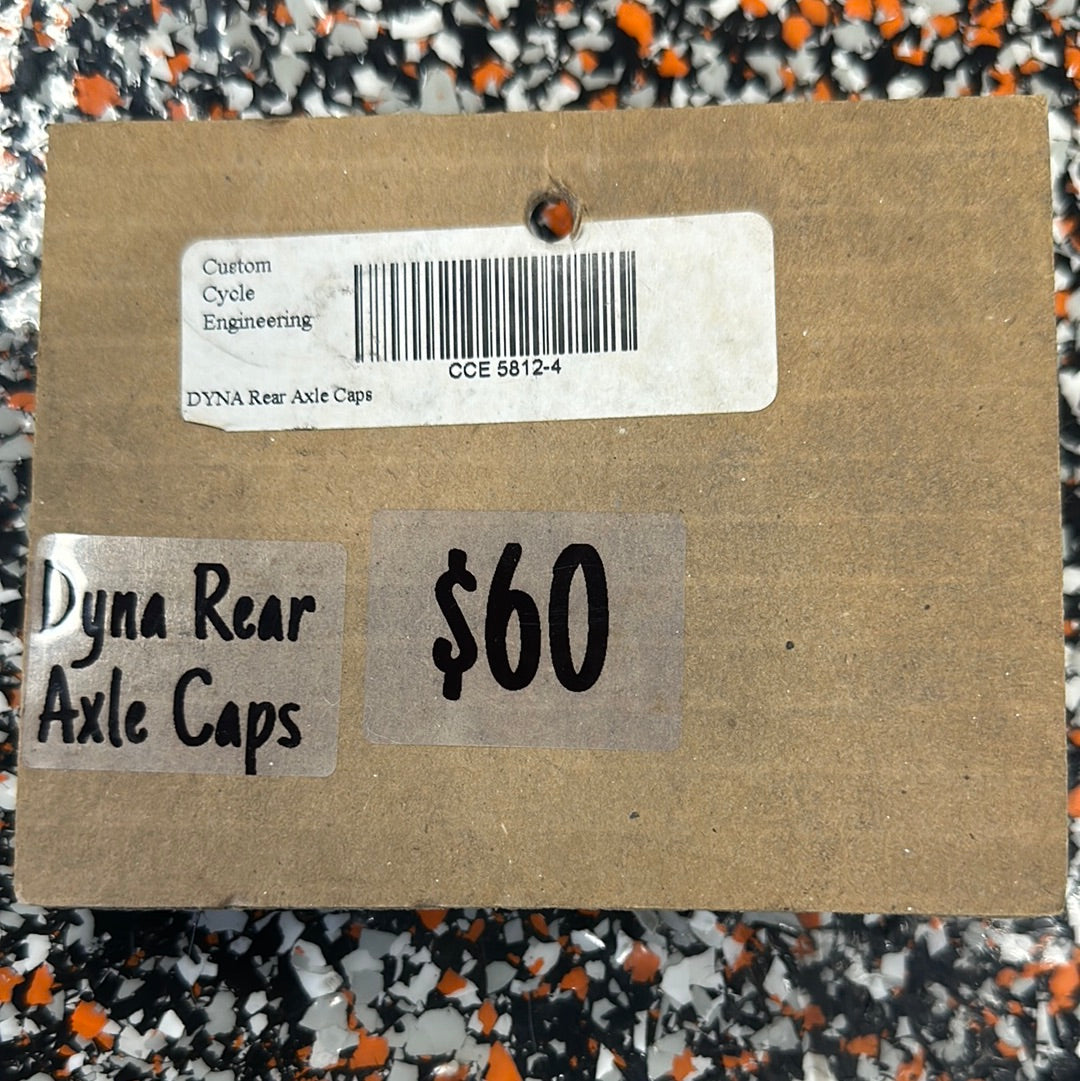 Custom
Cycle
Engineering
CCE 5812-4
DYNA Rear Axle Caps
Dyna Rear
Axle Caps
$60